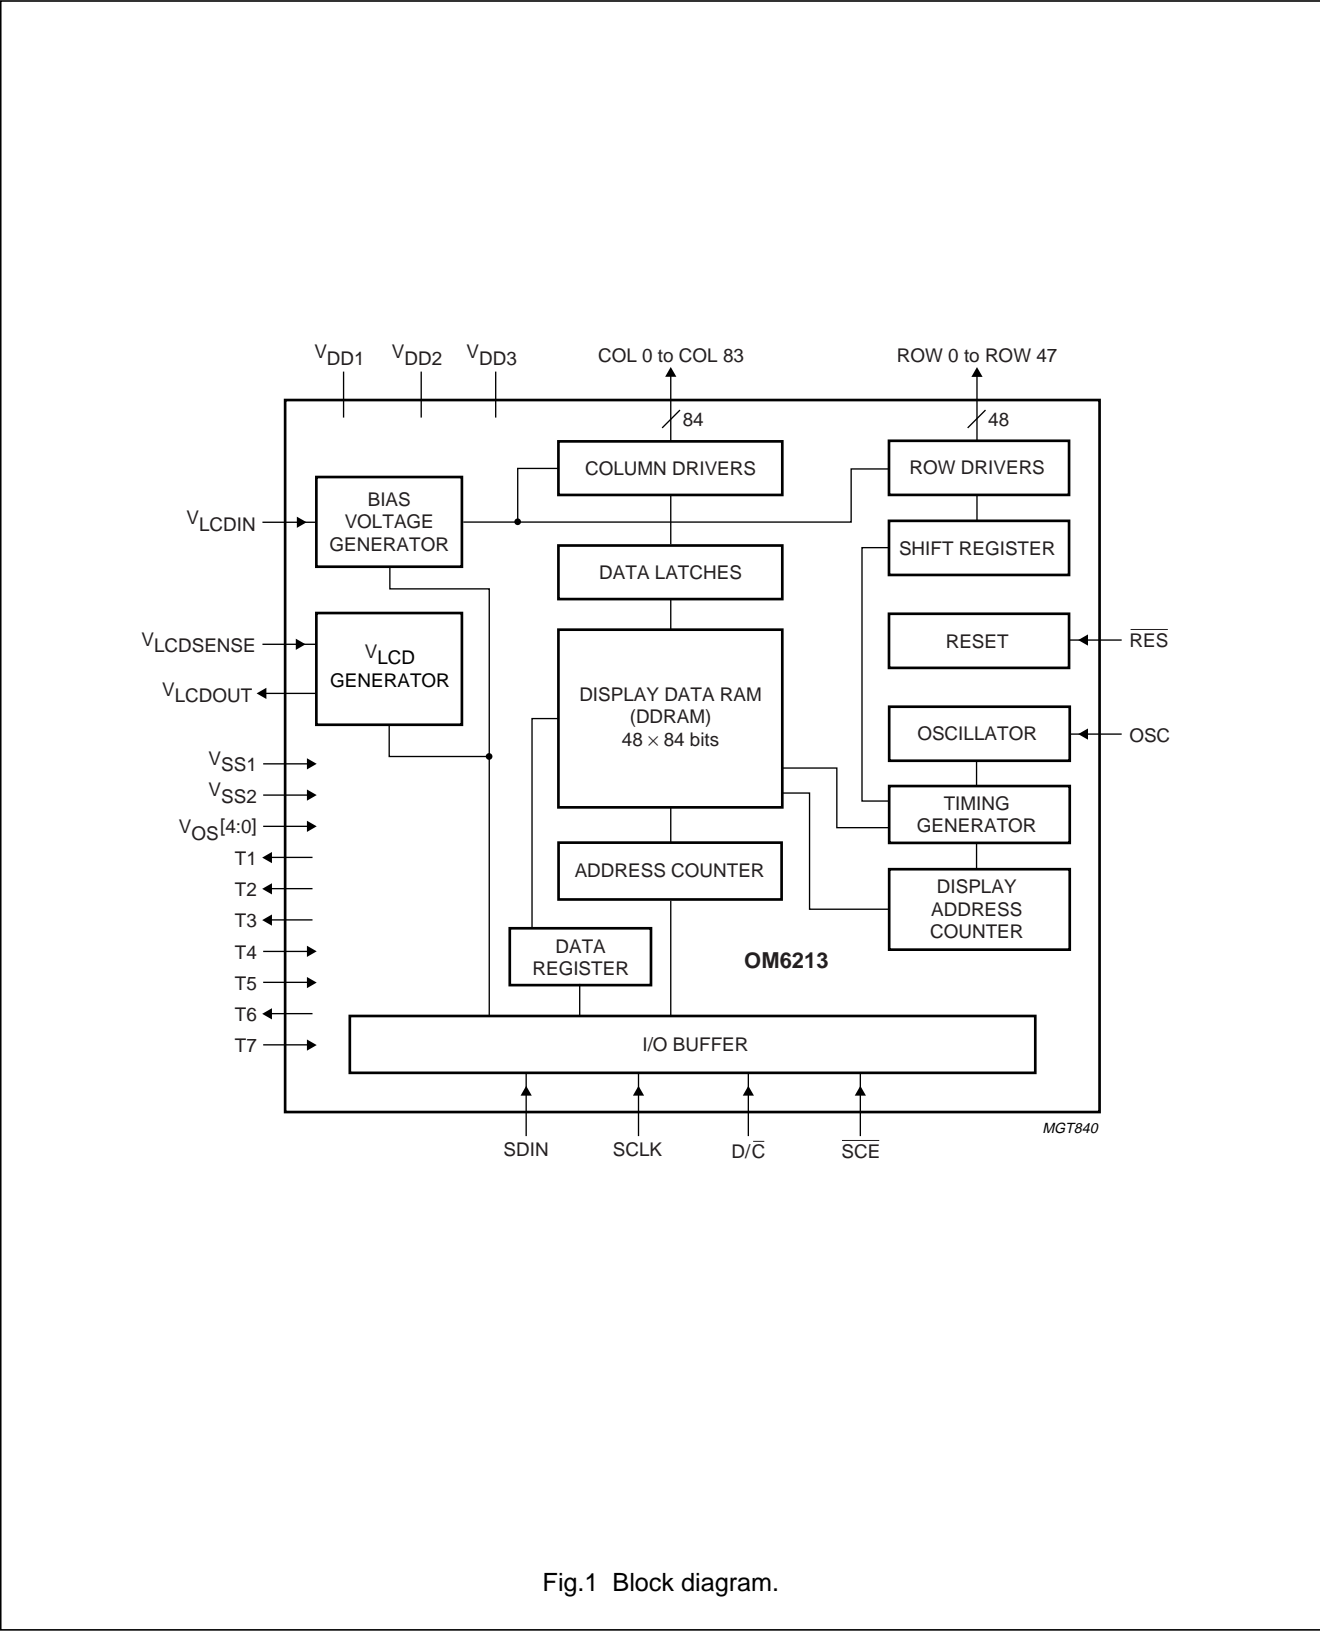 VDD1 VDD2 VDD3 COL 0 to COL 83 ROW 0 to ROW 47
84 48
COLUMN DRIVERS
ROW DRIVERS
BIAS
VOLTAGE
GENERATOR
VLCDIN
SHIFT REGISTER
DATA LATCHES
VLCDSENSE
VLCDOUT
VLCD
GENERATOR
RESET
RES
DISPLAY DATA RAM
(DDRAM)
48 × 84 bits
OSCILLATOR
OSC
VSS1
VSS2
VOS[4:0]
T1
T2
T3
T4
T5
T6
T7
TIMING
GENERATOR
ADDRESS COUNTER
DISPLAY
ADDRESS
COUNTER
DATA
REGISTER
OM6213
I/O BUFFER
SDIN SCLK D/C̅ S̅C̅E̅
MGT840
Fig.1 Block diagram.